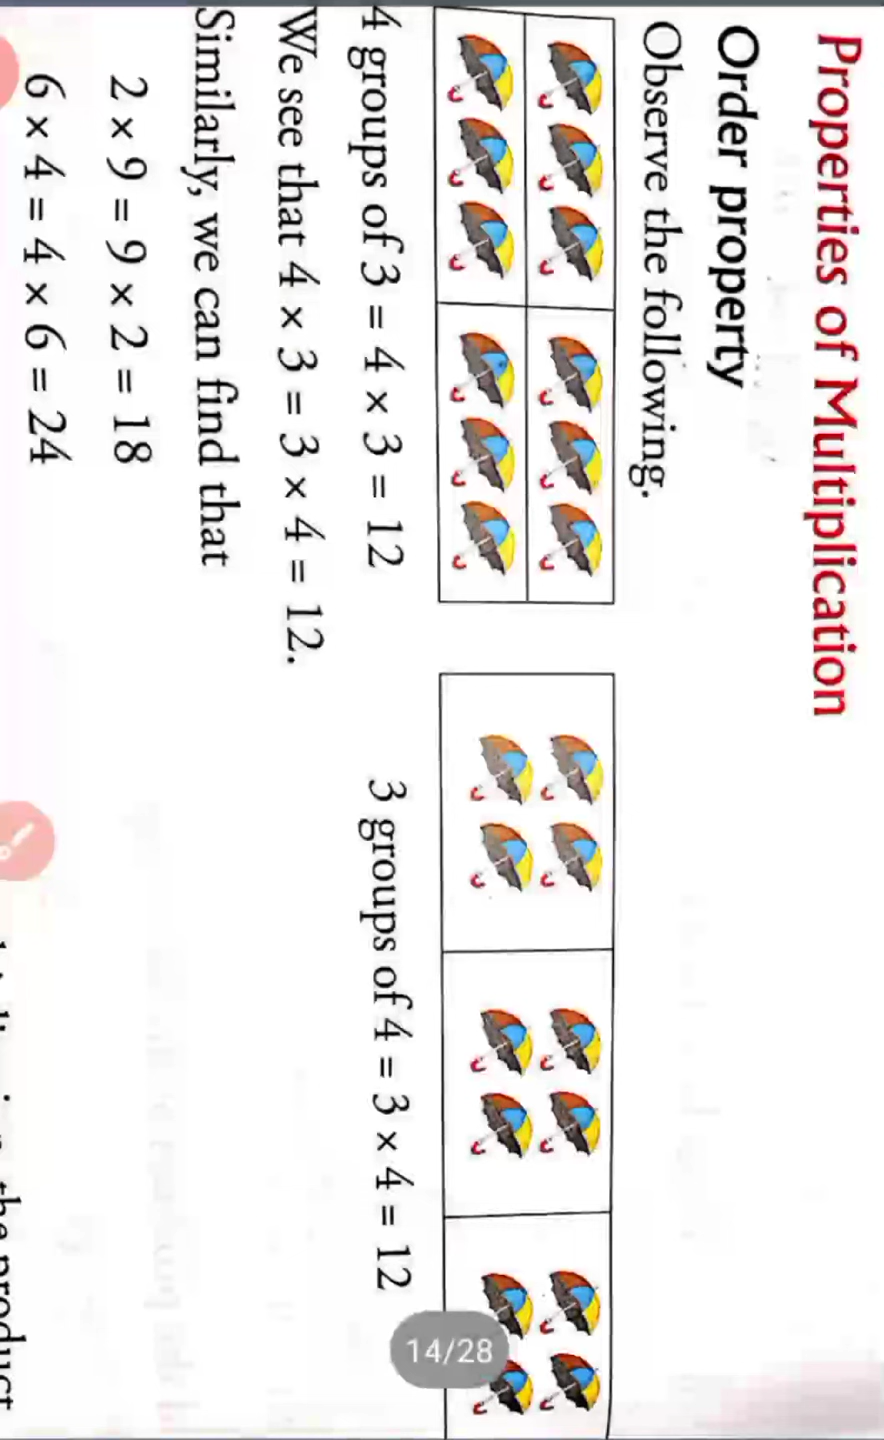 Properties of Multiplication
Order property
Observe the following.
4 groups of 3 = 4 × 3 = 12
3 groups of 4 = 3 × 4 = 12
We see that 4 × 3 = 3 × 4 = 12.
Similarly, we can find that
2 × 9 = 9 × 2 = 18
6 × 4 = 4 × 6 = 24
the product
14/28